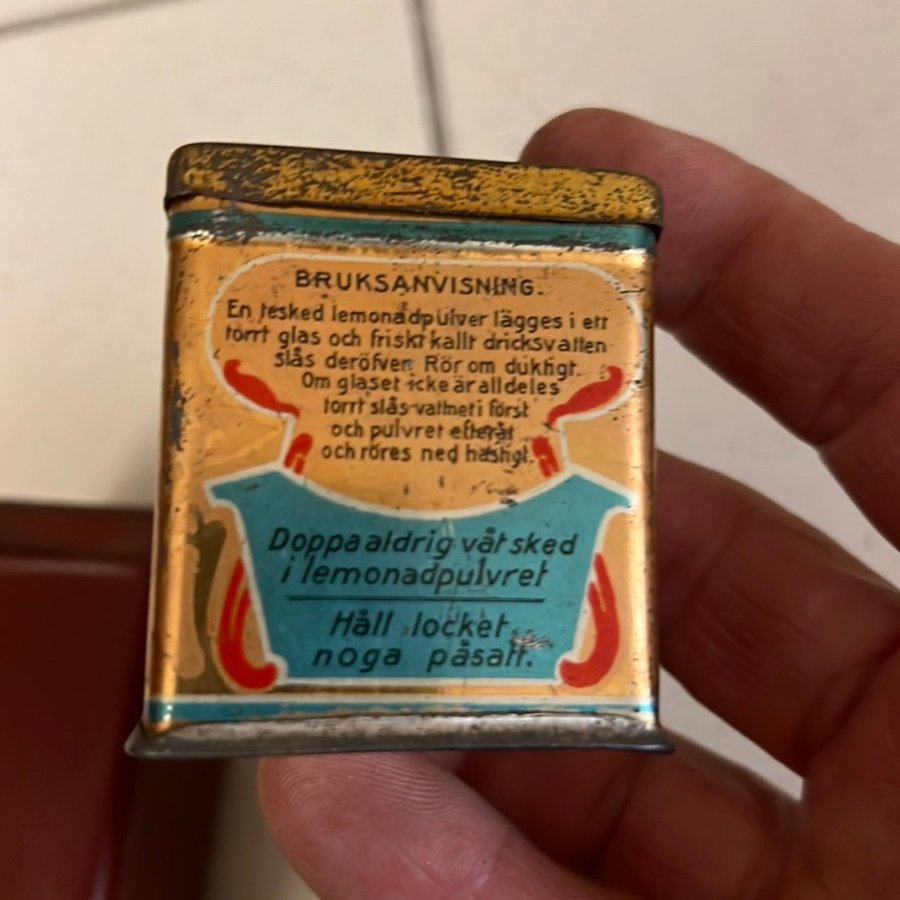 BRUKSANVISNING.
En tesked lemonadpulver lägges i ett
torrt glas och friskt kallt dricksvatten
slås deröfver. Rör om duktigt.
Om glaset icke är alldeles
torrt slås vattnet i först
och pulvret efteråt
och röres ned hastigt.
Doppa aldrig våt sked
i lemonadpulvret
Håll locket
noga påsatt.